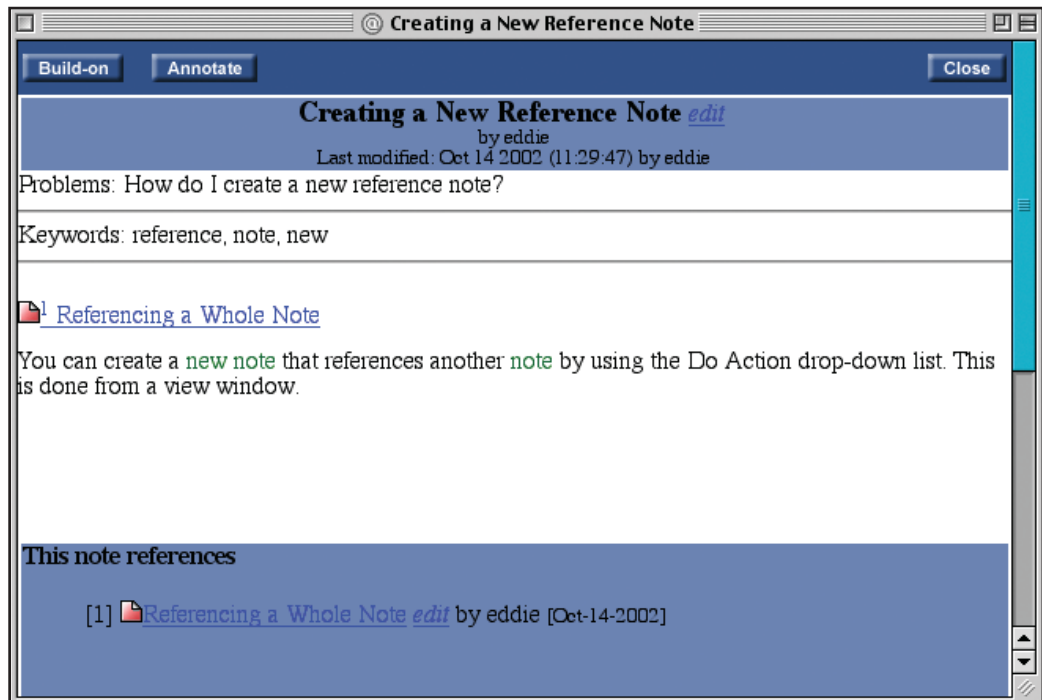 Creating a New Reference Note
Build-on Annotate Close
Creating a New Reference Note edit
by eddie
Last modified: Oct 14 2002 (11:29:47) by eddie
Problems: How do I create a new reference note?
Keywords: reference, note, new
1 Referencing a Whole Note
You can create a new note that references another note by using the Do Action drop-down list. This
is done from a view window.
This note references
[1] Referencing a Whole Note edit by eddie [Oct-14-2002]